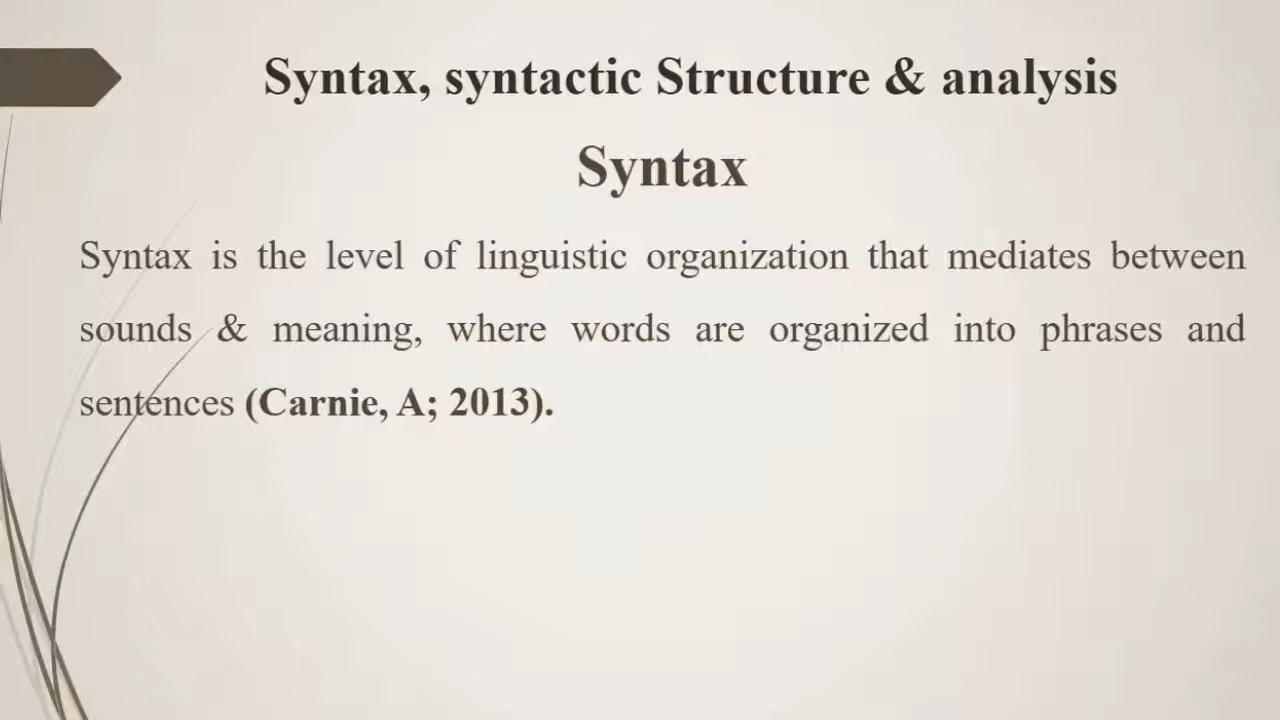 Syntax, syntactic Structure & analysis
Syntax
Syntax is the level of linguistic organization that mediates between
sounds & meaning, where words are organized into phrases and
sentences (Carnie, A; 2013).